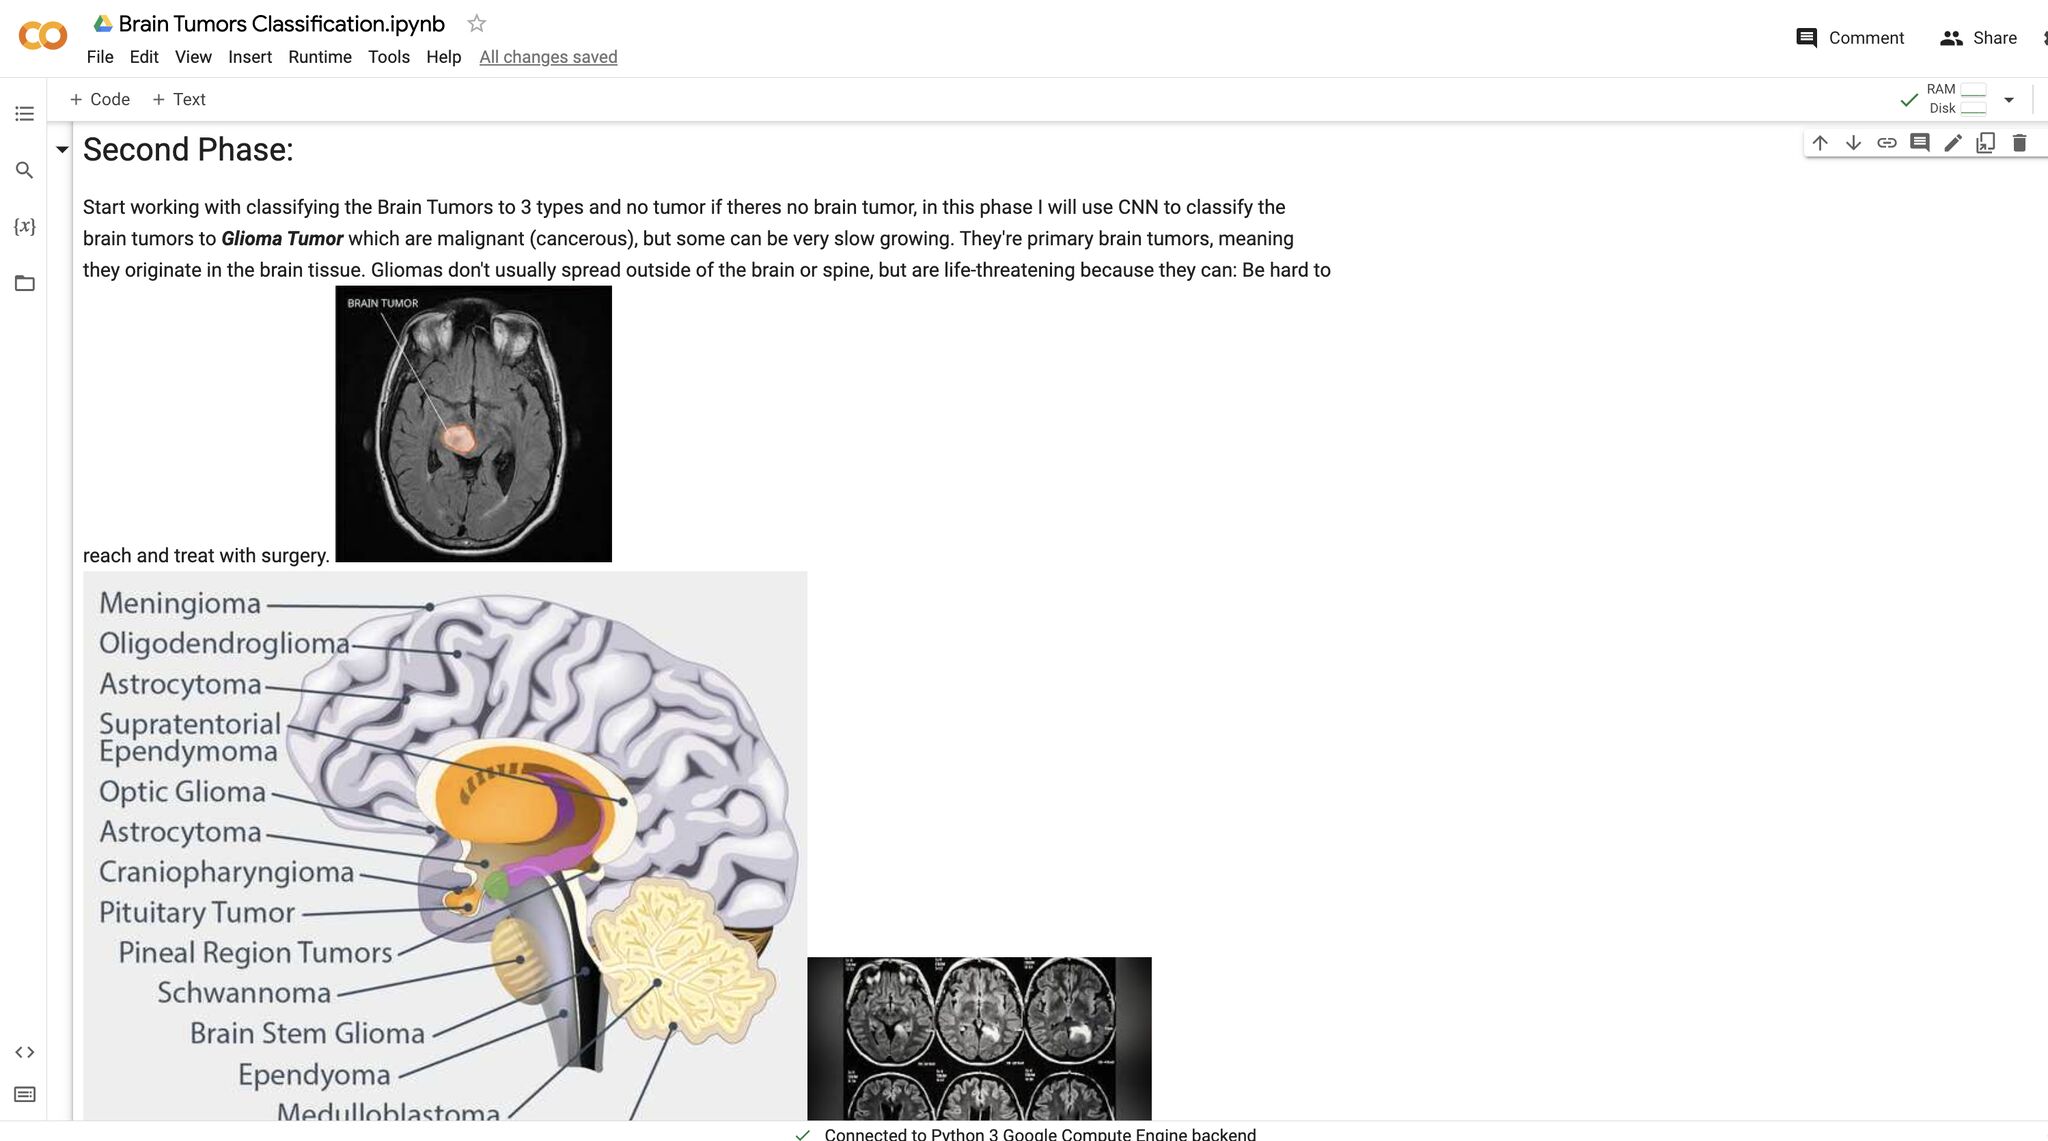 Brain Tumors Classification.ipynb
File Edit View Insert Runtime Tools Help All changes saved
Comment
Share
+ Code + Text
RAM
Disk
{x}
Second Phase:
Start working with classifying the Brain Tumors to 3 types and no tumor if theres no brain tumor, in this phase I will use CNN to classify the
brain tumors to Glioma Tumor which are malignant (cancerous), but some can be very slow growing. They're primary brain tumors, meaning
they originate in the brain tissue. Gliomas don't usually spread outside of the brain or spine, but are life-threatening because they can: Be hard to
BRAIN TUMOR
reach and treat with surgery.
Meningioma
Oligodendroglioma
Astrocytoma
Supratentorial
Ependymoma
Optic Glioma
Astrocytoma
Craniopharyngioma
Pituitary Tumor
Pineal Region Tumors
Schwannoma
Brain Stem Glioma
Ependyoma
Medulloblastoma
Connected to Python 3 Google Compute Engine backend